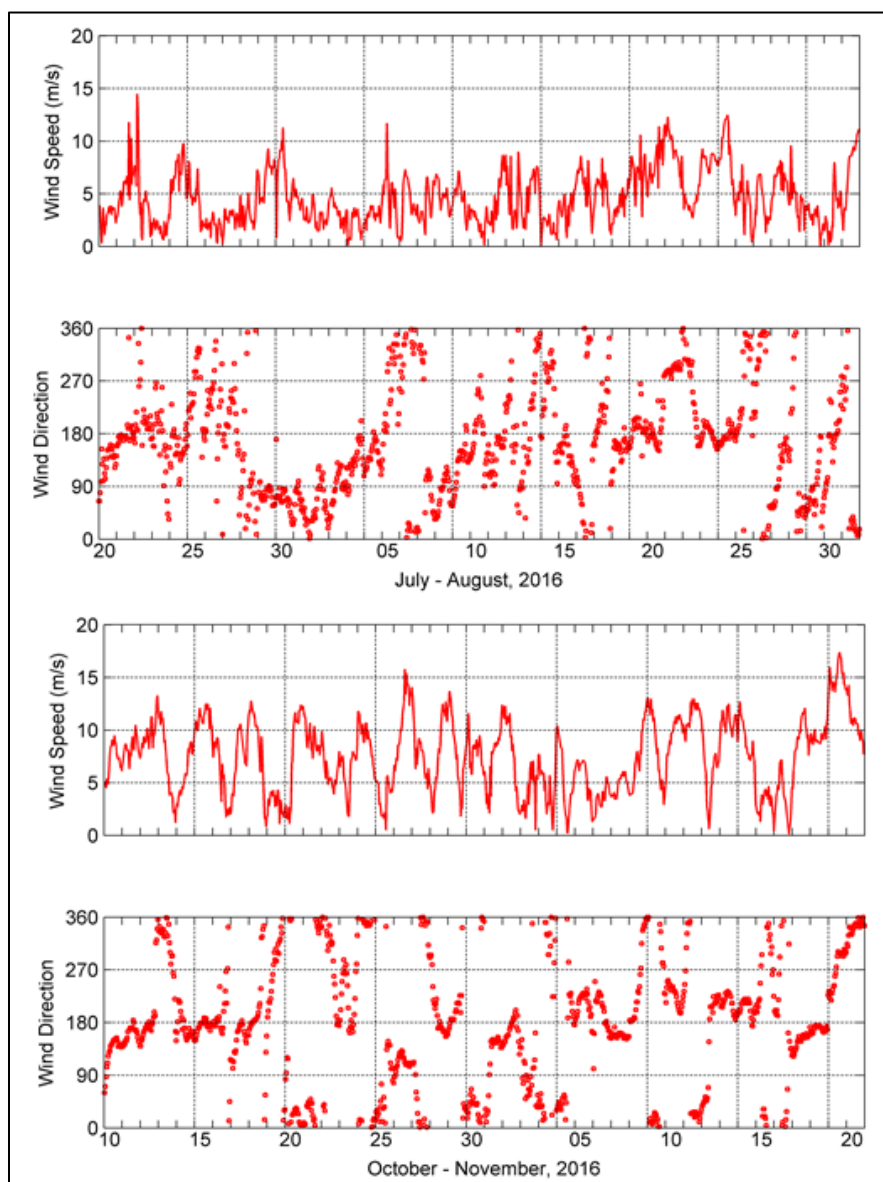 20
15
10
5
0
Wind Speed (m/s)
360
270
180
90
0
Wind Direction
20 25 30 05 10 15 20 25 30
July - August, 2016
20
15
10
5
0
Wind Speed (m/s)
360
270
180
90
0
Wind Direction
10 15 20 25 30 05 10 15 20
October - November, 2016